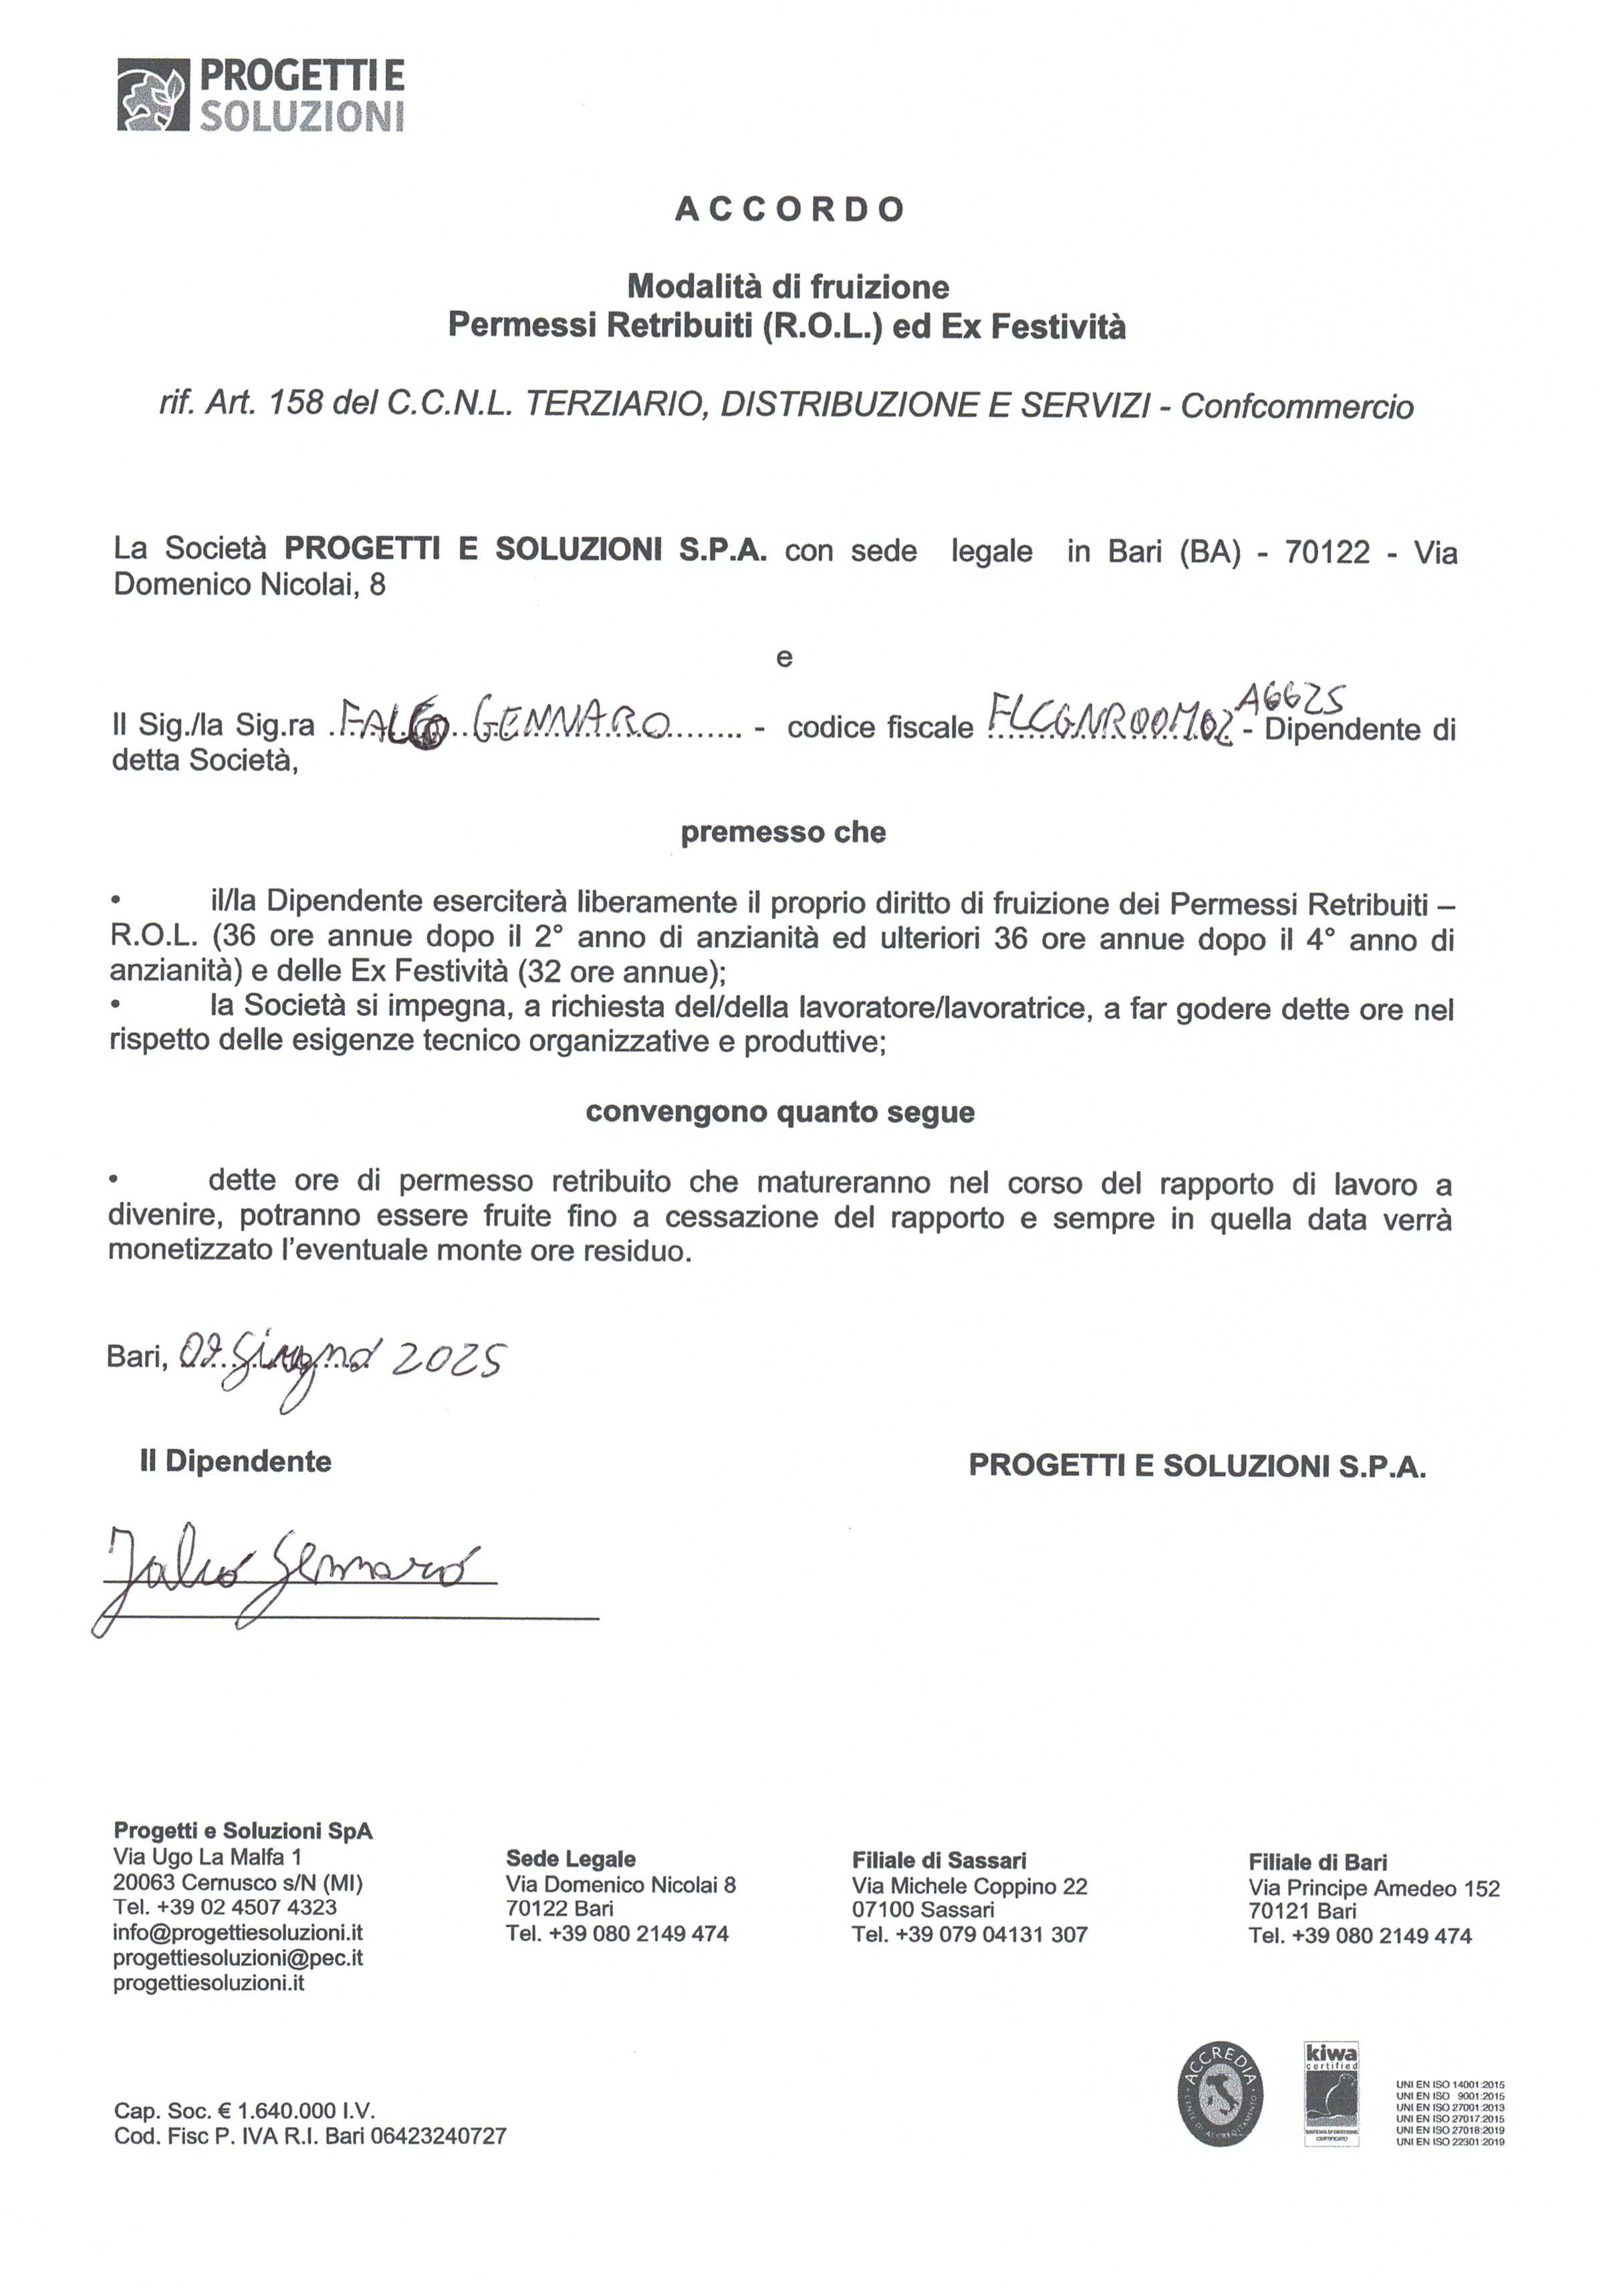 PROGETTI E
SOLUZIONI
ACCORDO
Modalità di fruizione
Permessi Retribuiti (R.O.L.) ed Ex Festività
rif. Art. 158 del C.C.N.L. TERZIARIO, DISTRIBUZIONE E SERVIZI - Confcommercio
La Società PROGETTI E SOLUZIONI S.P.A. con sede legale in Bari (BA) - 70122 - Via
Domenico Nicolai, 8
e
Il Sig./la Sig.ra FALCO GENNARO ........ - codice fiscale FLCGNR00M02A662S - Dipendente di
detta Società,
premesso che
• il/la Dipendente eserciterà liberamente il proprio diritto di fruizione dei Permessi Retribuiti –
R.O.L. (36 ore annue dopo il 2° anno di anzianità ed ulteriori 36 ore annue dopo il 4° anno di
anzianità) e delle Ex Festività (32 ore annue);
• la Società si impegna, a richiesta del/della lavoratore/lavoratrice, a far godere dette ore nel
rispetto delle esigenze tecnico organizzative e produttive;
convengono quanto segue
• dette ore di permesso retribuito che matureranno nel corso del rapporto di lavoro a
divenire, potranno essere fruite fino a cessazione del rapporto e sempre in quella data verrà
monetizzato l'eventuale monte ore residuo.
Bari, 09 Giugno 2025
Il Dipendente
PROGETTI E SOLUZIONI S.P.A.
Falco Gennaro
Progetti e Soluzioni SpA
Via Ugo La Malfa 1
20063 Cernusco s/N (MI)
Tel. +39 02 4507 4323
info@progettiesoluzioni.it
progettiesoluzioni@pec.it
progettiesoluzioni.it
Sede Legale
Via Domenico Nicolai 8
70122 Bari
Tel. +39 080 2149 474
Filiale di Sassari
Via Michele Coppino 22
07100 Sassari
Tel. +39 079 04131 307
Filiale di Bari
Via Principe Amedeo 152
70121 Bari
Tel. +39 080 2149 474
Cap. Soc. € 1.640.000 I.V.
Cod. Fisc P. IVA R.I. Bari 06423240727
ACCREDIA
ENTE DI ACCREDITAMENTO
kiwa
certified
SISTEMA DI GESTIONE
CERTIFICATO
UNI EN ISO 14001:2015
UNI EN ISO 9001:2015
UNI EN ISO 27001:2013
UNI EN ISO 27017:2015
UNI EN ISO 27018:2019
UNI EN ISO 22301:2019